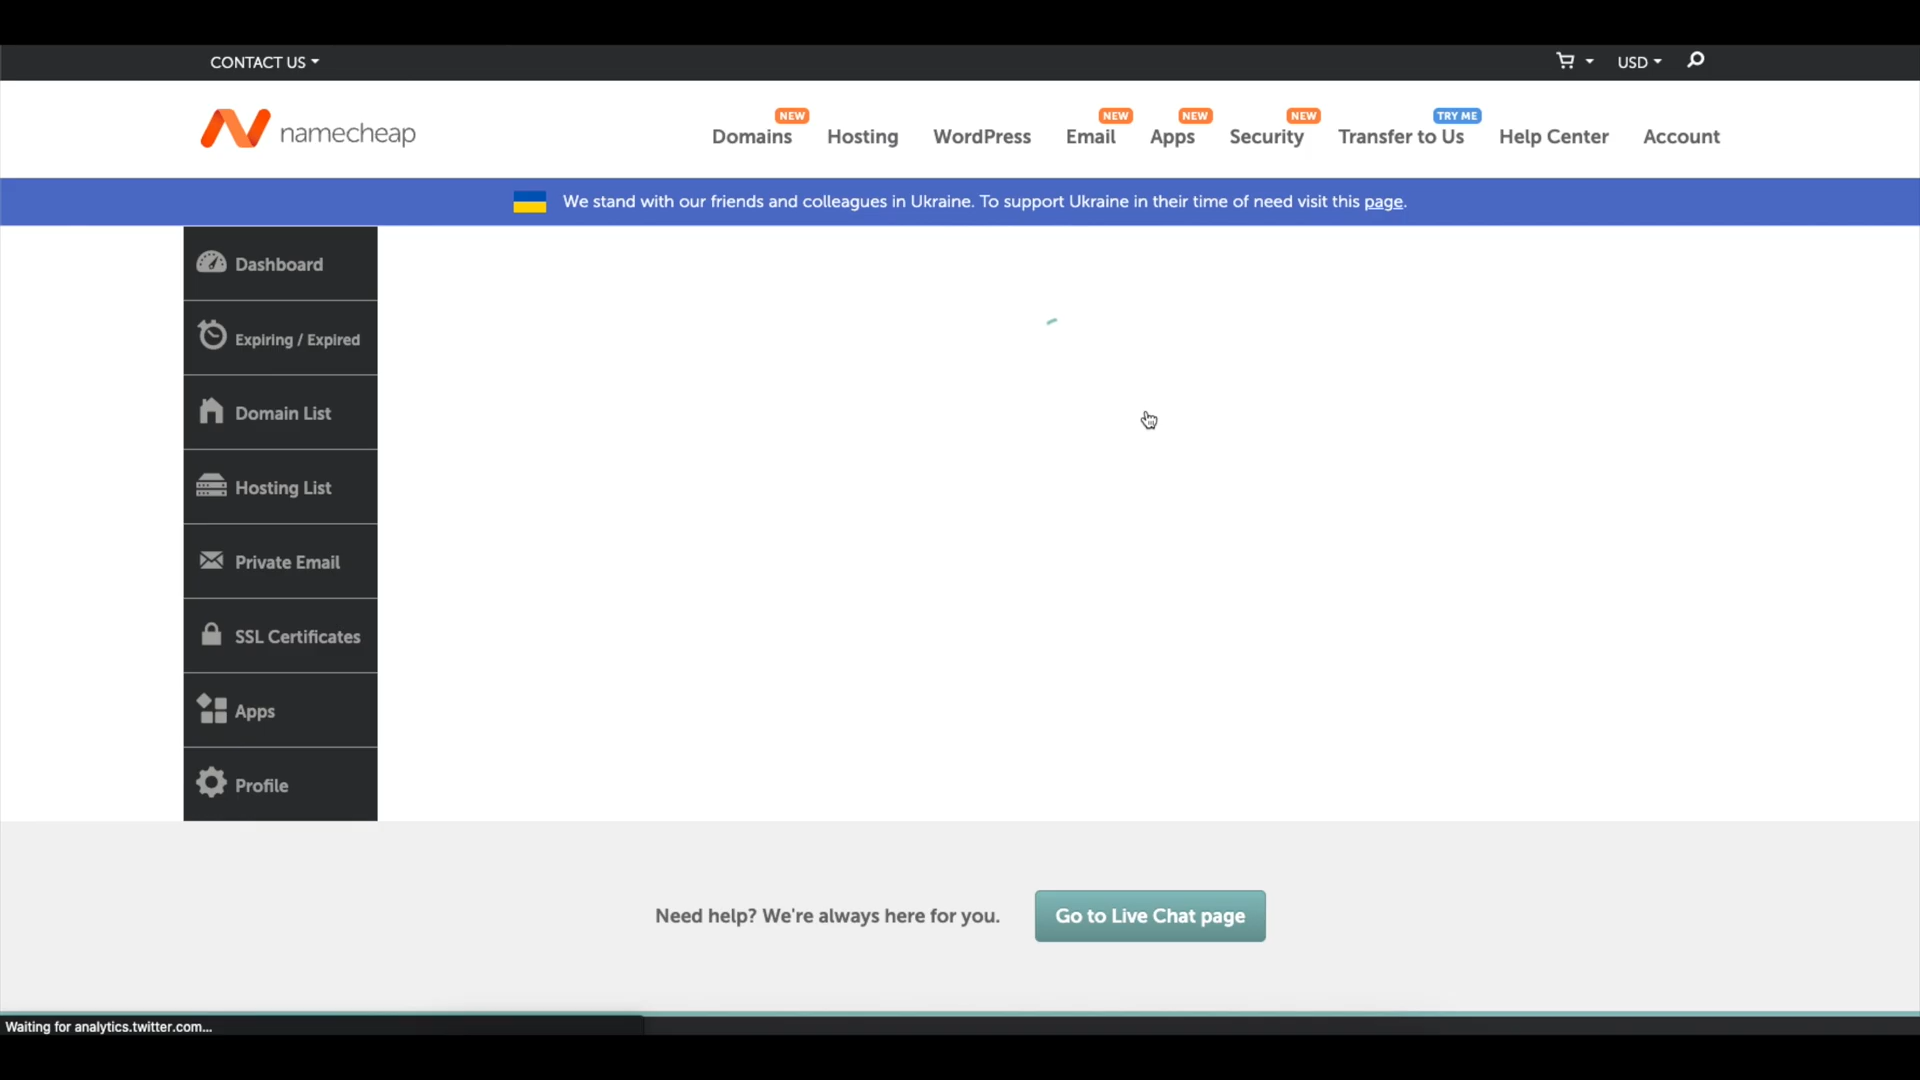 CONTACT US
USD
namecheap
NEW
NEW
NEW
NEW
TRY ME
Domains
Hosting
WordPress
Email
Apps
Security
Transfer to Us
Help Center
Account
We stand with our friends and colleagues in Ukraine. To support Ukraine in their time of need visit this page.
Dashboard
Expiring / Expired
Domain List
Hosting List
Private Email
SSL Certificates
Apps
Profile
Need help? We're always here for you.
Go to Live Chat page
Waiting for analytics.twitter.com...